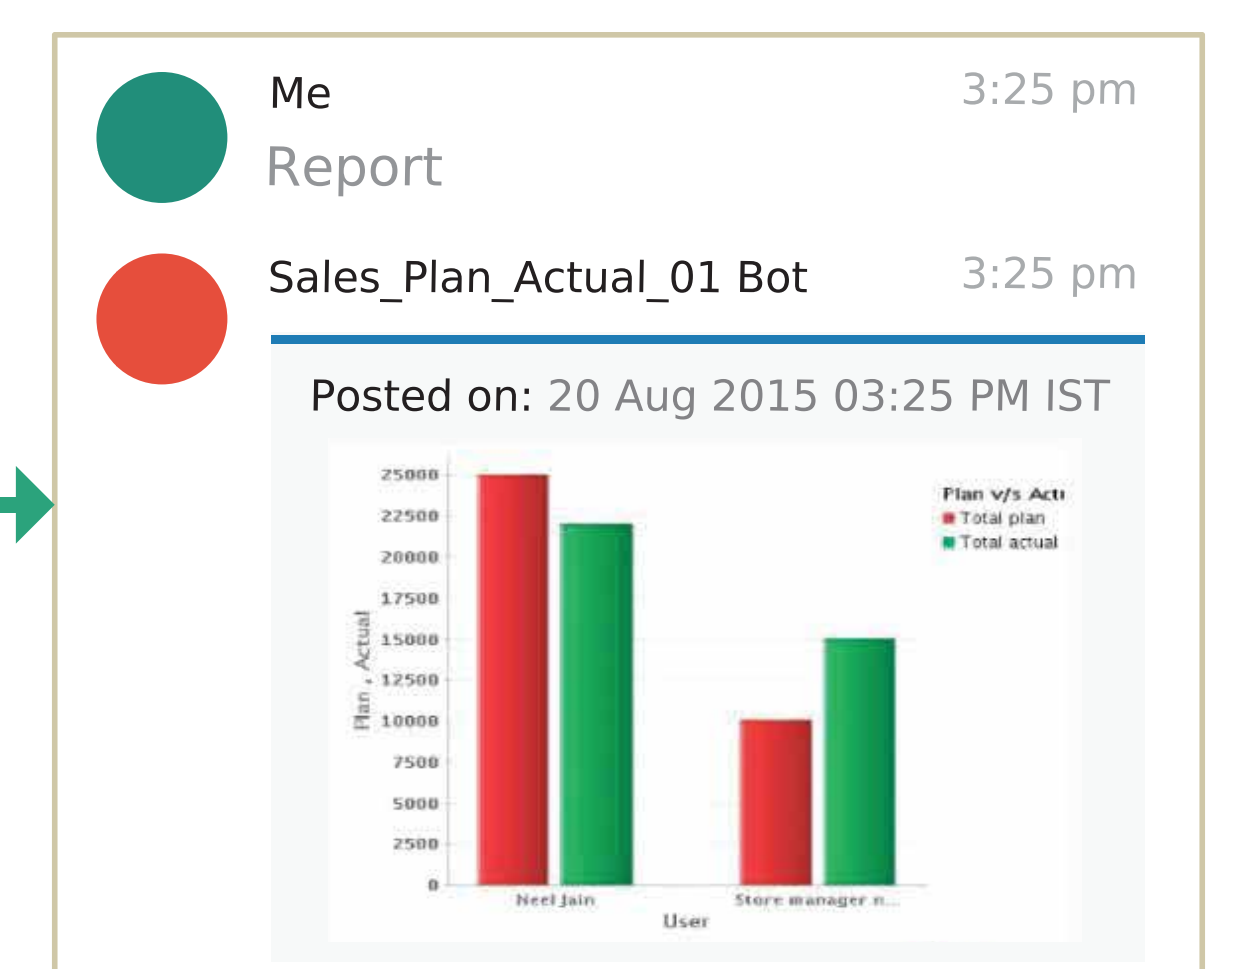 Me
3:25 pm
Report
Sales_Plan_Actual_01 Bot
3:25 pm
Posted on: 20 Aug 2015 03:25 PM IST
25000
22500
20000
17500
15000
12500
10000
7500
5000
2500
0
Plan , Actual
Plan v/s Actu
Total plan
Total actual
Neel Jain
Store manager n...
User